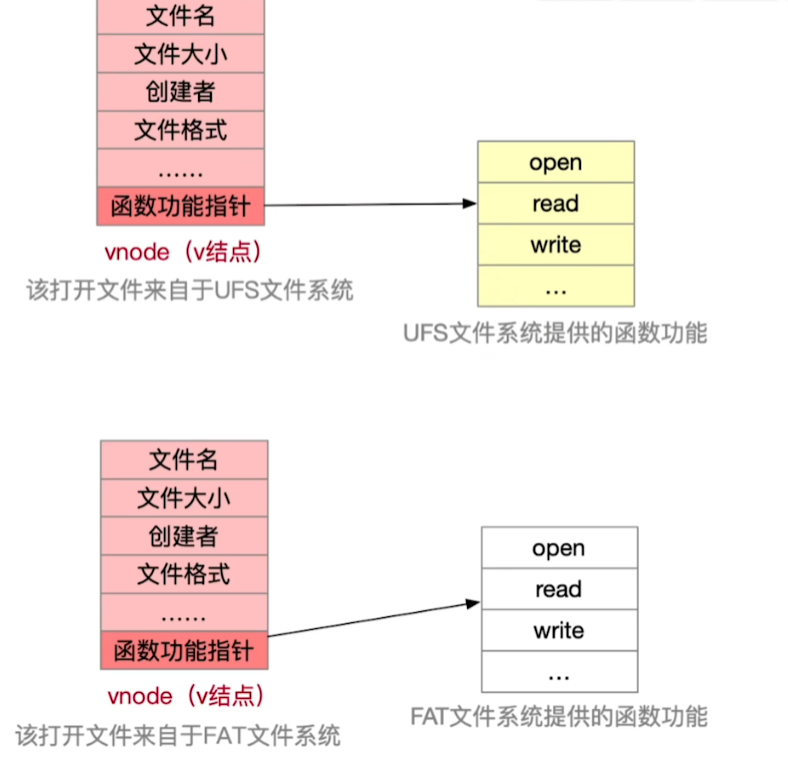 文件名
文件大小
创建者
文件格式
……
函数功能指针
vnode（v结点）
该打开文件来自于UFS文件系统
open
read
write
...
UFS文件系统提供的函数功能
文件名
文件大小
创建者
文件格式
……
函数功能指针
vnode（v结点）
该打开文件来自于FAT文件系统
open
read
write
...
FAT文件系统提供的函数功能